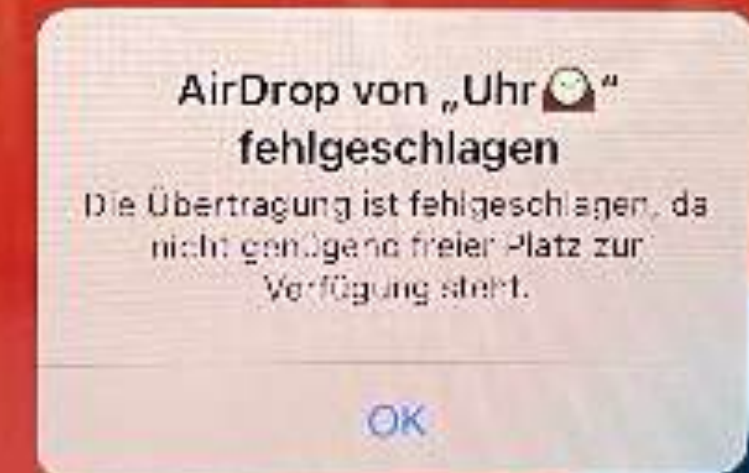 AirDrop von „Uhr🕰️“
fehlgeschlagen
Die Übertragung ist fehlgeschlagen, da
nicht genügend freier Platz zur
Verfügung steht.
OK